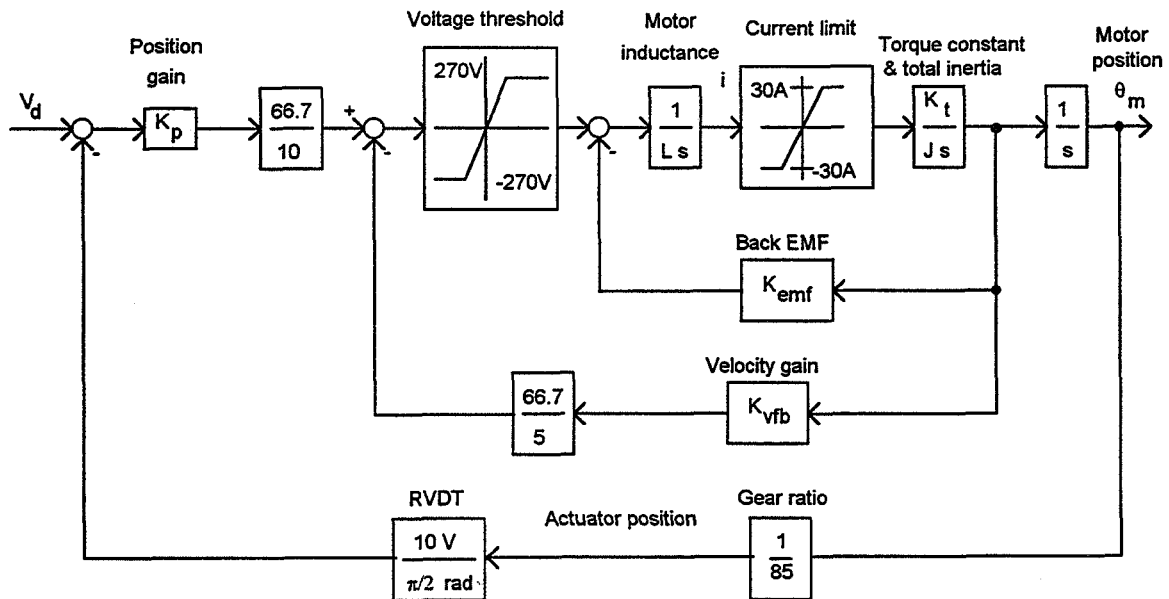 Voltage threshold
Position
gain
Motor
inductance
Current limit
Torque constant
& total inertia
Motor
position
V_d
-
K_p
66.7
10
+
-
270V
-270V
-
1
L s
i
30A
-30A
K_t
J s
1
s
θ_m
Back EMF
K_emf
Velocity gain
66.7
5
K_vfb
RVDT
10 V
π/2 rad
Actuator position
Gear ratio
1
85